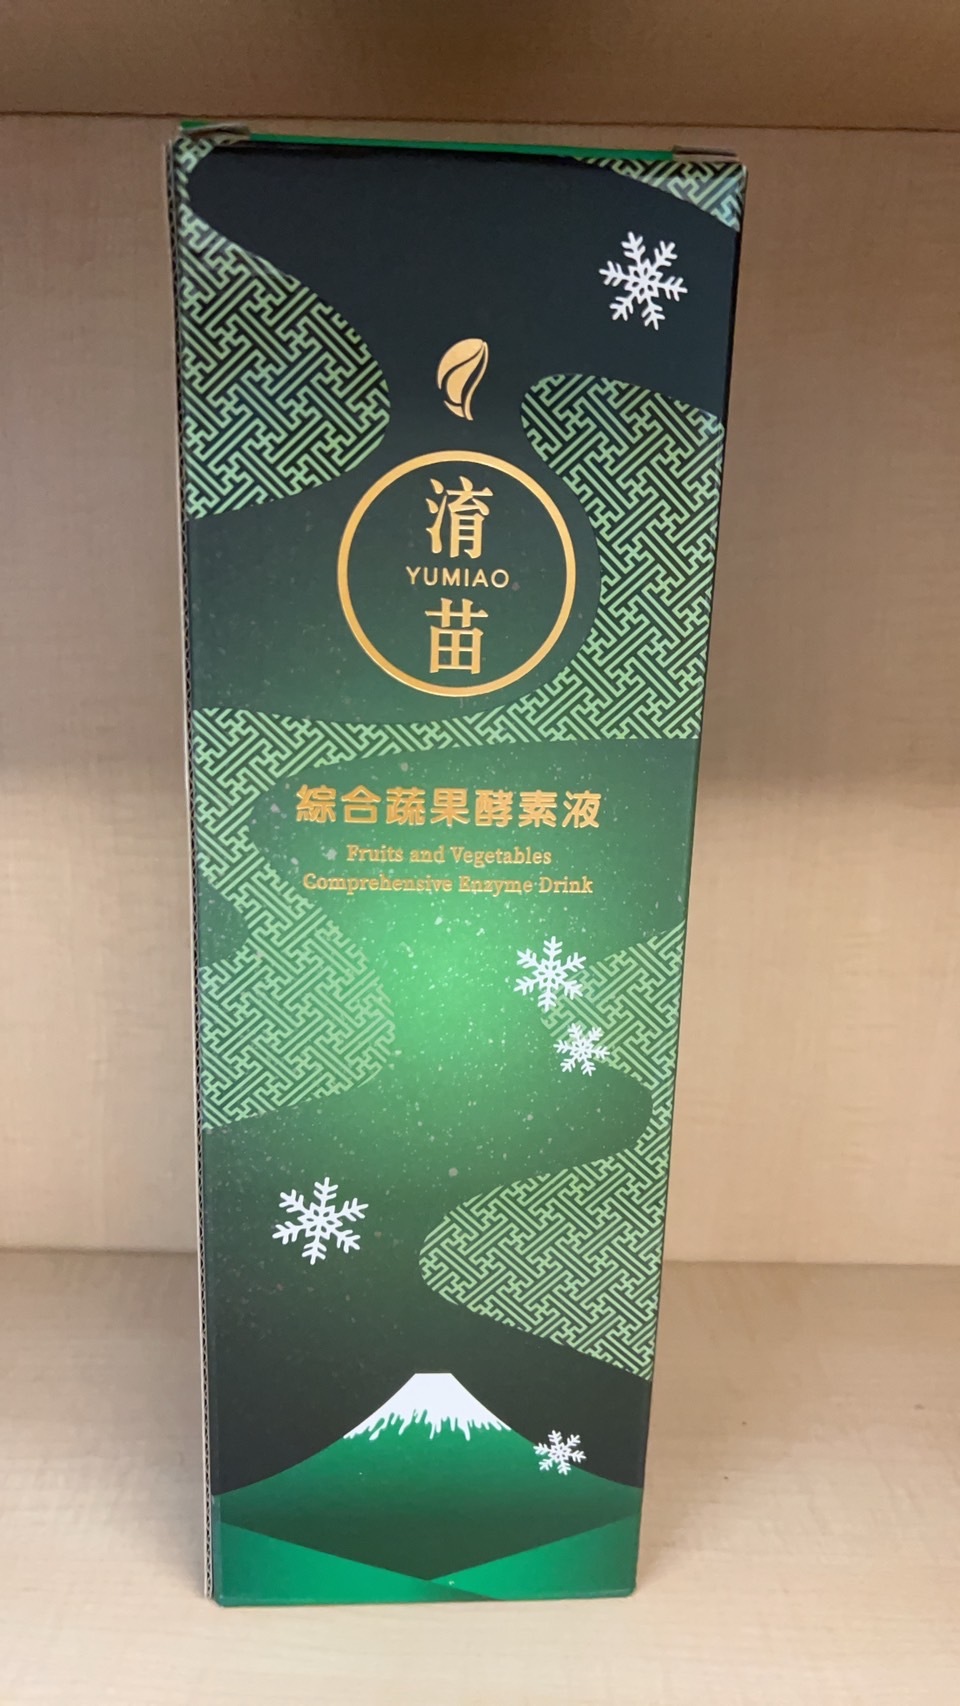 淯
YUMIAO
苗
綜合蔬果酵素液
Fruits and Vegetables
Comprehensive Enzyme Drink